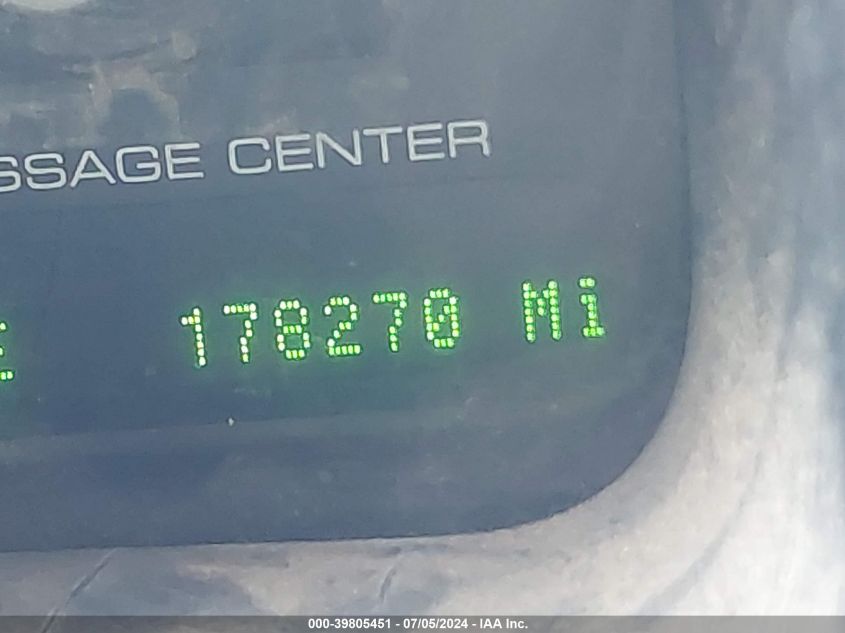 SSAGE CENTER
E 178270 Mi
000-39805451 - 07/05/2024 - IAA Inc.